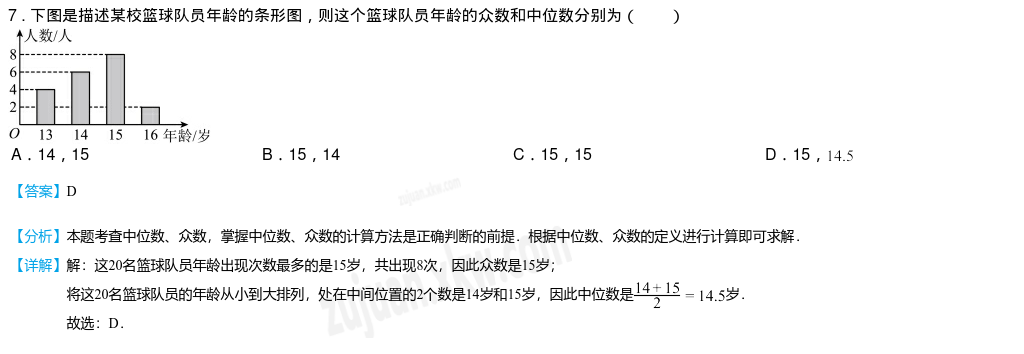 7．下图是描述某校篮球队员年龄的条形图，则这个篮球队员年龄的众数和中位数分别为（　　）
人数/人
8
6
4
2
O 13 14 15 16 年龄/岁
A．14，15 B．15，14 C．15，15 D．15，14.5
【答案】D
zujuan.xkw.com
【分析】本题考查中位数、众数，掌握中位数、众数的计算方法是正确判断的前提．根据中位数、众数的定义进行计算即可求解．
【详解】解：这20名篮球队员年龄出现次数最多的是15岁，共出现8次，因此众数是15岁；
将这20名篮球队员的年龄从小到大排列，处在中间位置的2个数是14岁和15岁，因此中位数是(14+15)/2 = 14.5岁．
故选：D．
zujuan.xkw.com